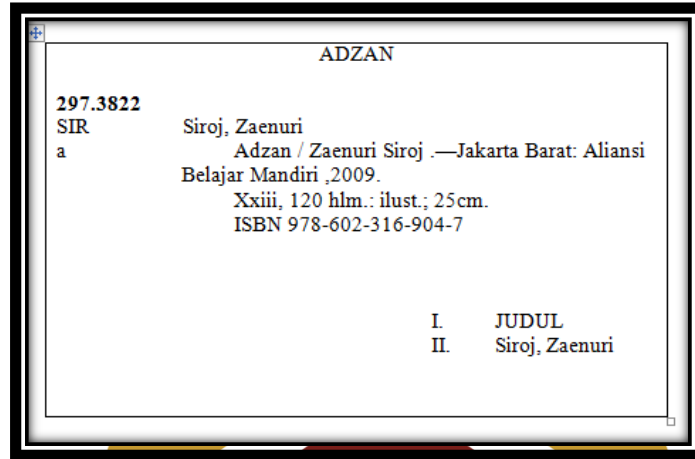 ADZAN
297.3822
SIR Siroj, Zaenuri
a Adzan / Zaenuri Siroj .—Jakarta Barat: Aliansi
Belajar Mandiri ,2009.
Xxiii, 120 hlm.: ilust.; 25cm.
ISBN 978-602-316-904-7
I. JUDUL
II. Siroj, Zaenuri